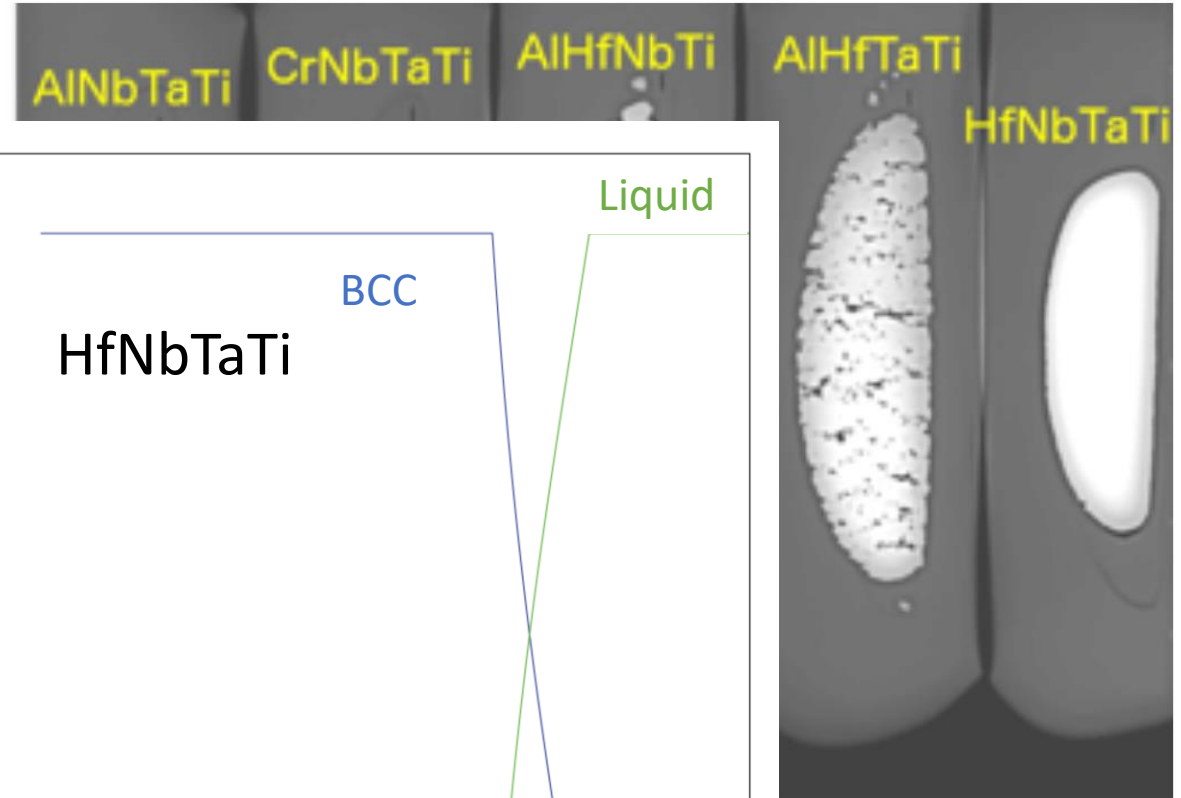 AlNbTaTi
CrNbTaTi
AlHfNbTi
AlHfTaTi
HfNbTaTi
Liquid
BCC
HfNbTaTi